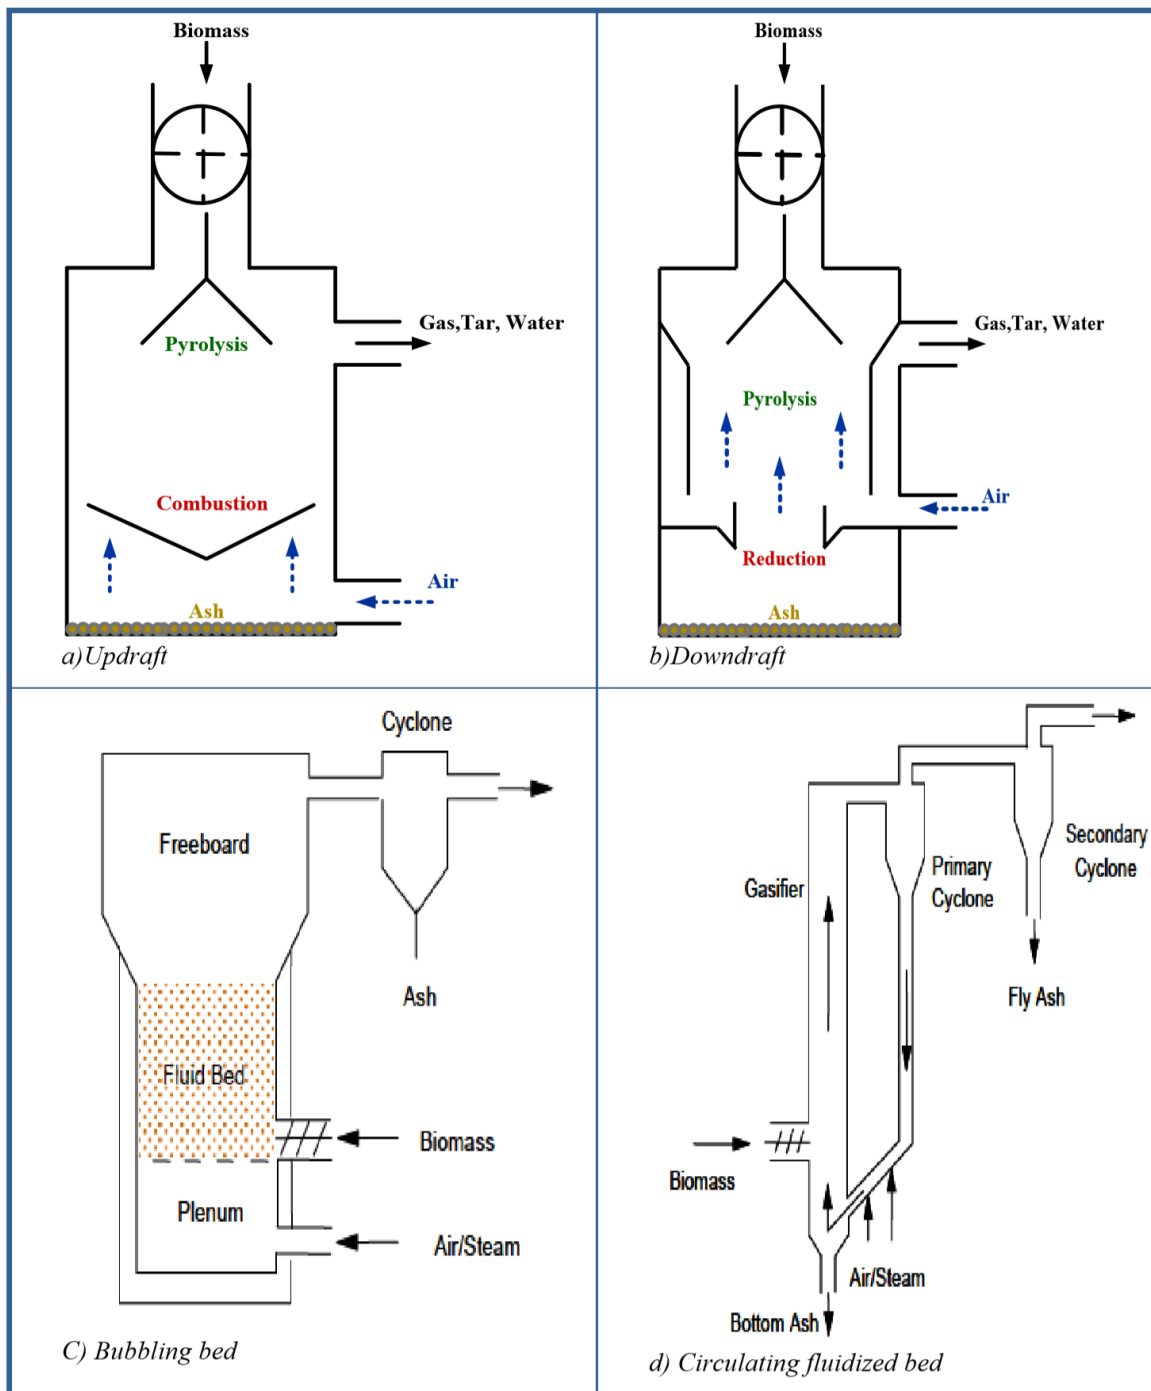 Biomass
Gas,Tar, Water
Pyrolysis
Combustion
Air
Ash
a)Updraft
Biomass
Gas,Tar, Water
Pyrolysis
Air
Reduction
Ash
b)Downdraft
Cyclone
Freeboard
Ash
Fluid Bed
Biomass
Plenum
Air/Steam
C) Bubbling bed
Secondary
Cyclone
Primary
Cyclone
Gasifier
Fly Ash
Biomass
Air/Steam
Bottom Ash
d) Circulating fluidized bed